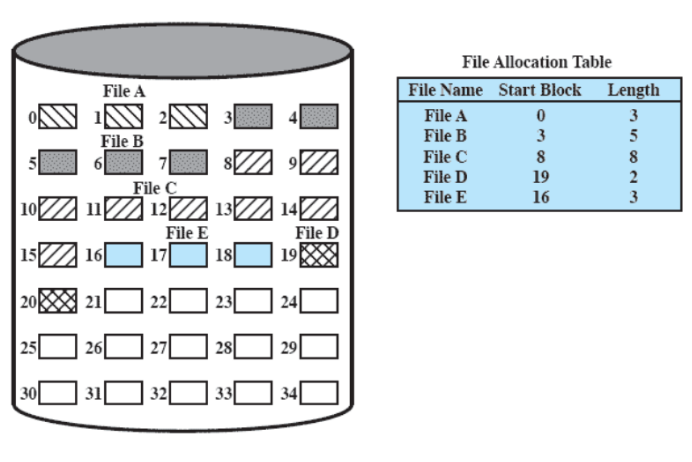 File Allocation Table
File Name Start Block Length
File A 0 3
File B 3 5
File C 8 8
File D 19 2
File E 16 3
File A
0 1 2 3 4
File B
5 6 7 8 9
File C
10 11 12 13 14
File E File D
15 16 17 18 19
20 21 22 23 24
25 26 27 28 29
30 31 32 33 34